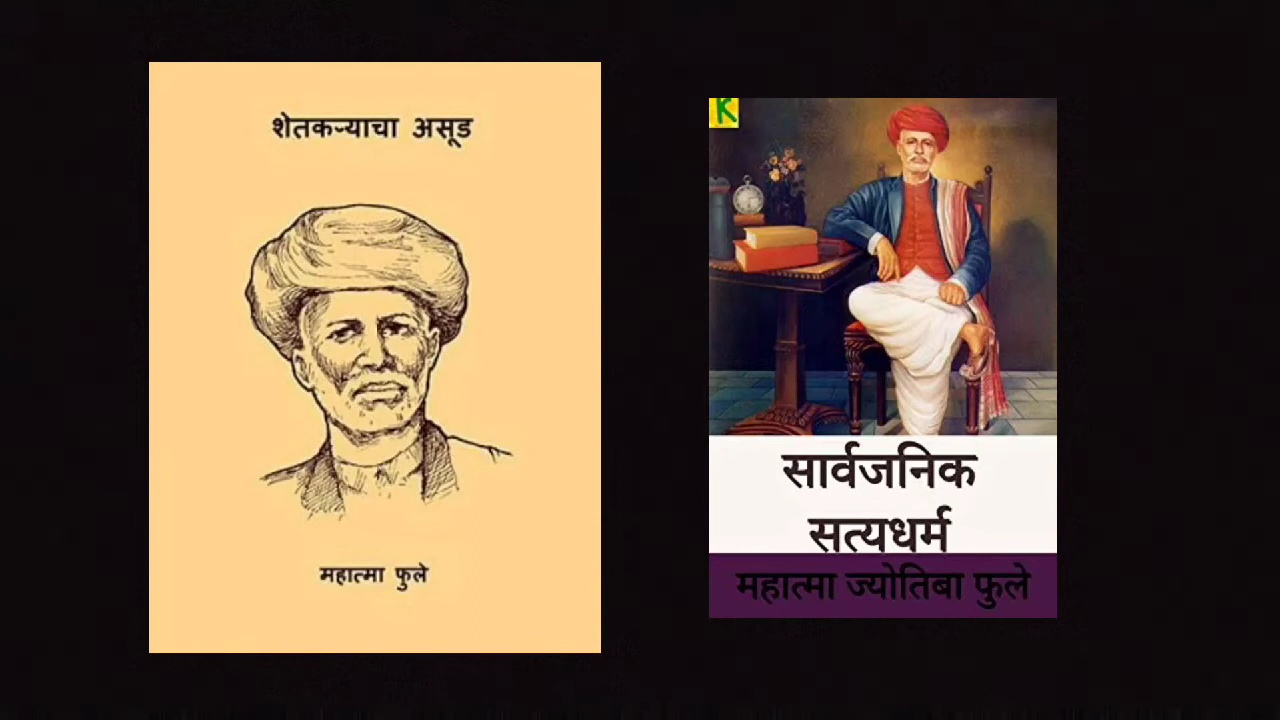 शेतकऱ्याचा असूड
महात्मा फुले
K
सार्वजनिक
सत्यधर्म
महात्मा ज्योतिबा फुले